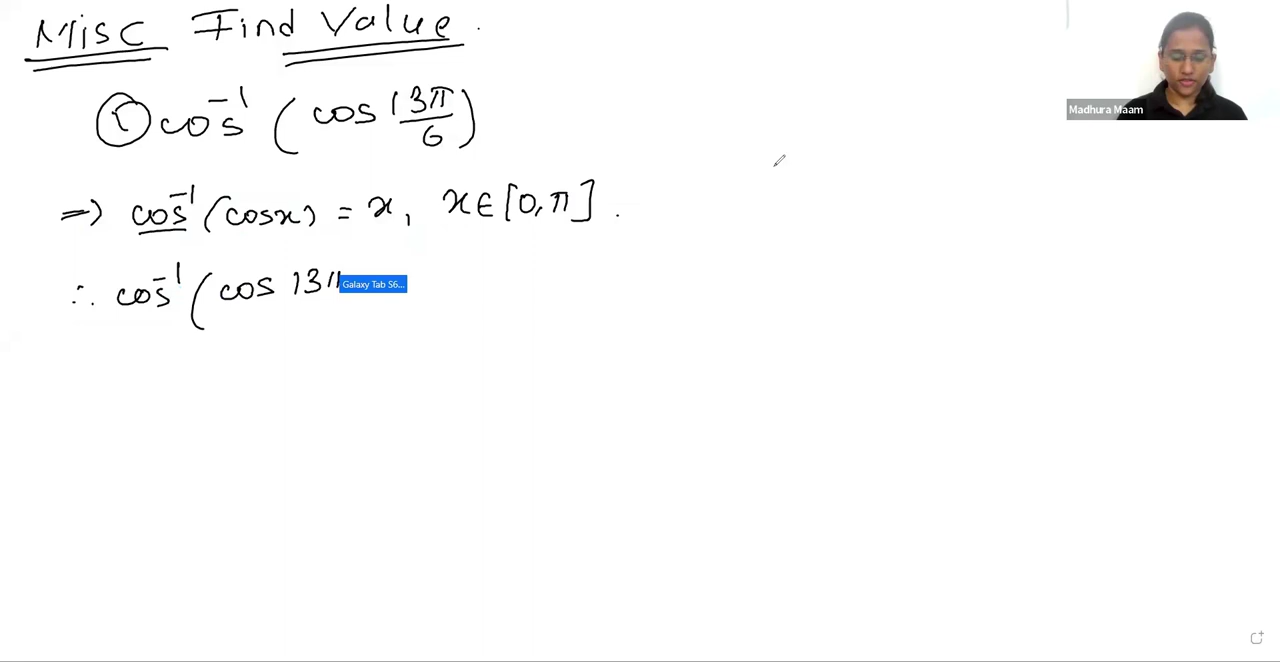 Misc Find Value.
Madhura Maam
① cos⁻¹ ( cos 13π/6 )
=> cos⁻¹ (cosx) = x, x ∈ [0, π].
∴ cos⁻¹ ( cos 13π
Galaxy Tab S6...